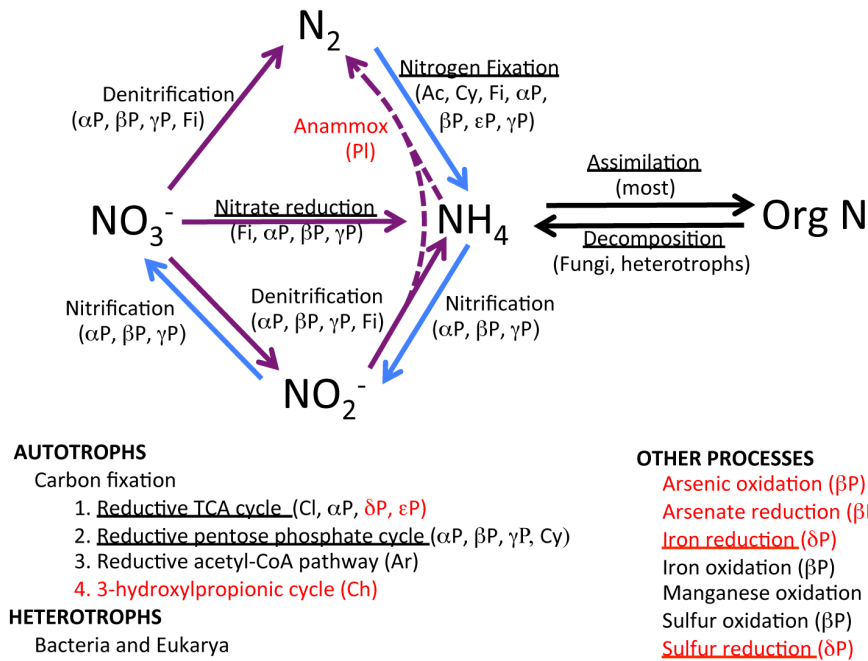 N2
Nitrogen Fixation
(Ac, Cy, Fi, αP,
βP, εP, γP)
Denitrification
(αP, βP, γP, Fi)
Anammox
(Pl)
Assimilation
(most)
NO3-
Nitrate reduction
(Fi, αP, βP, γP)
NH4
Org N
Decomposition
(Fungi, heterotrophs)
Nitrification
(αP, βP, γP)
Denitrification
(αP, βP, γP, Fi)
Nitrification
(αP, βP, γP)
NO2-
AUTOTROPHS
Carbon fixation
1. Reductive TCA cycle (Cl, αP, δP, εP)
2. Reductive pentose phosphate cycle (αP, βP, γP, Cy)
3. Reductive acetyl-CoA pathway (Ar)
4. 3-hydroxylpropionic cycle (Ch)
HETEROTROPHS
Bacteria and Eukarya
OTHER PROCESSES
Arsenic oxidation (βP)
Arsenate reduction
Iron reduction (δP)
Iron oxidation (βP)
Manganese oxidation
Sulfur oxidation (βP)
Sulfur reduction (δP)